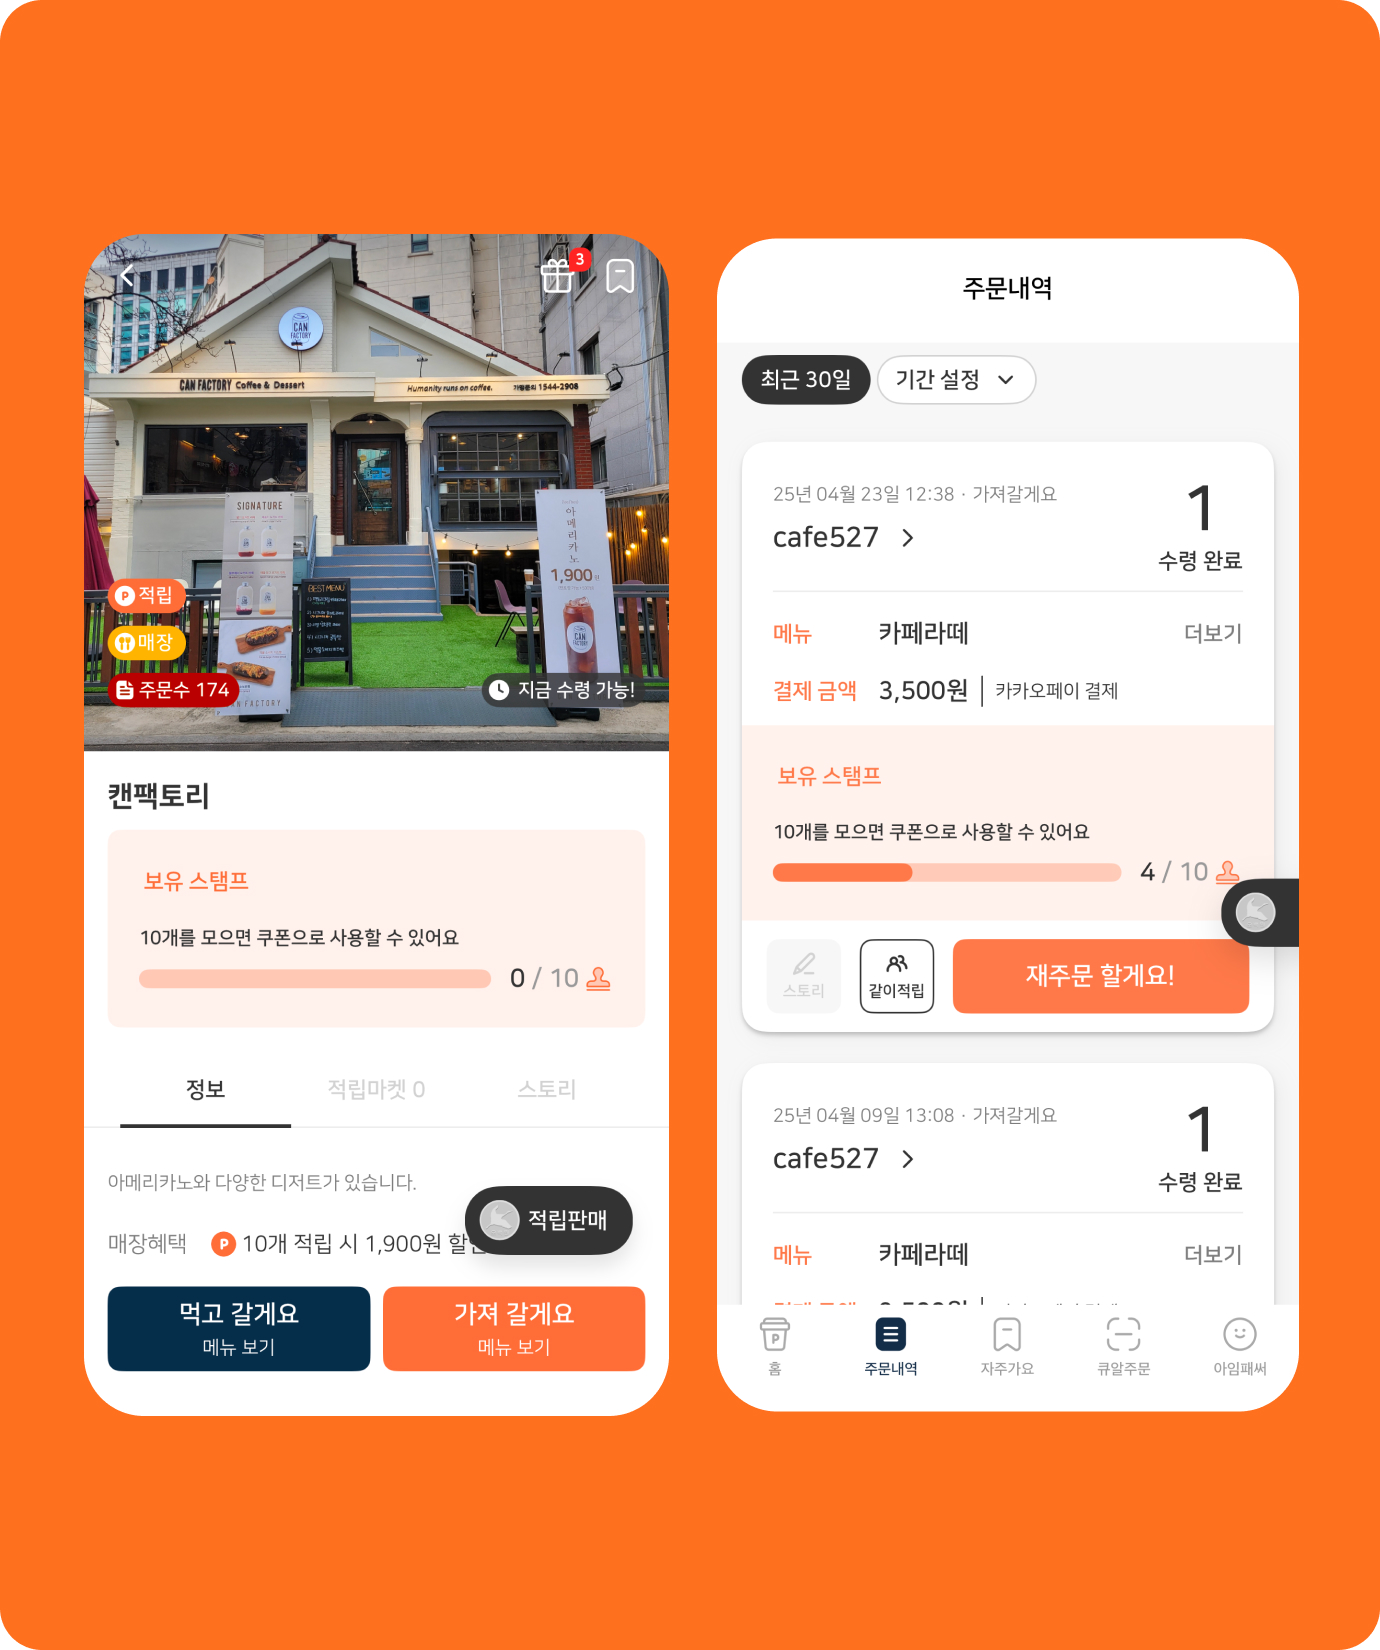 3
CAN
FACTORY
CAN FACTORY Coffee & Dessert
Humanity runs on coffee.
가맹문의 1544-2908
SIGNATURE
아메리카노
1,900원
BEST MENU
CAN
FACTORY
적립
매장
주문수 174
지금 수령 가능!
CAN FACTORY
캔팩토리
보유 스탬프
10개를 모으면 쿠폰으로 사용할 수 있어요
0 / 10
정보
적립마켓 0
스토리
아메리카노와 다양한 디저트가 있습니다.
적립판매
매장혜택 P 10개 적립 시 1,900원
먹고 갈게요
메뉴 보기
가져 갈게요
메뉴 보기
주문내역
최근 30일
기간 설정
25년 04월 23일 12:38 · 가져갈게요
1
cafe527
수령 완료
메뉴 카페라떼 더보기
결제 금액 3,500원 카카오페이 결제
보유 스탬프
10개를 모으면 쿠폰으로 사용할 수 있어요
4 / 10
스토리
같이적립
재주문 할게요!
25년 04월 09일 13:08 · 가져갈게요
1
cafe527
수령 완료
메뉴 카페라떼 더보기
홈
주문내역
자주가요
큐알주문
아임패써